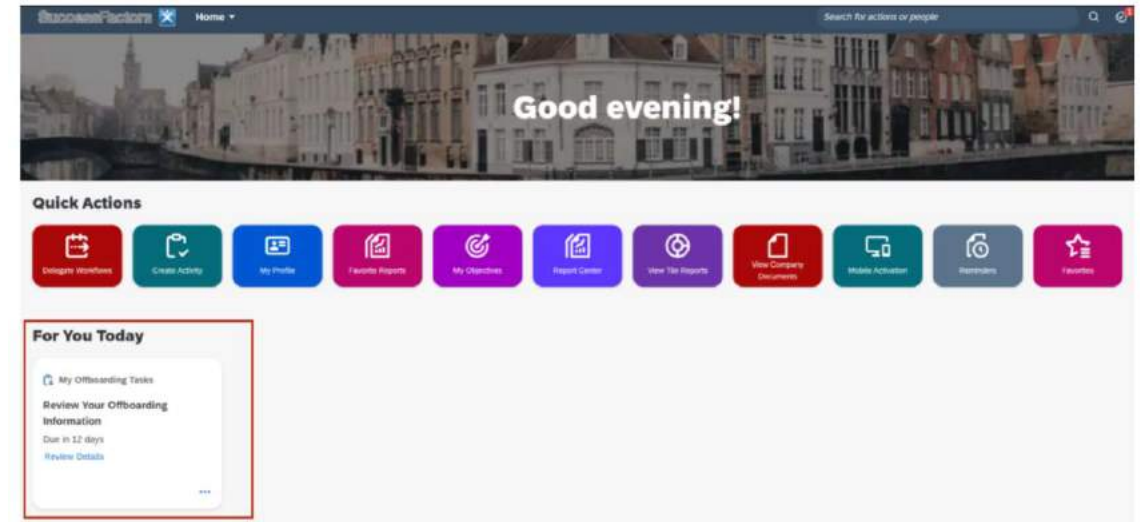 SuccessFactors
Home
Search for actions or people
1
Good evening!
Quick Actions
Delegate Workflows
Create Activity
My Profile
Favorite Reports
My Objectives
Report Center
View Tile Reports
View Company
Documents
Mobile Activation
Reminders
Favorites
For You Today
My Offboarding Tasks
Review Your Offboarding
Information
Due in 12 days
Review Details